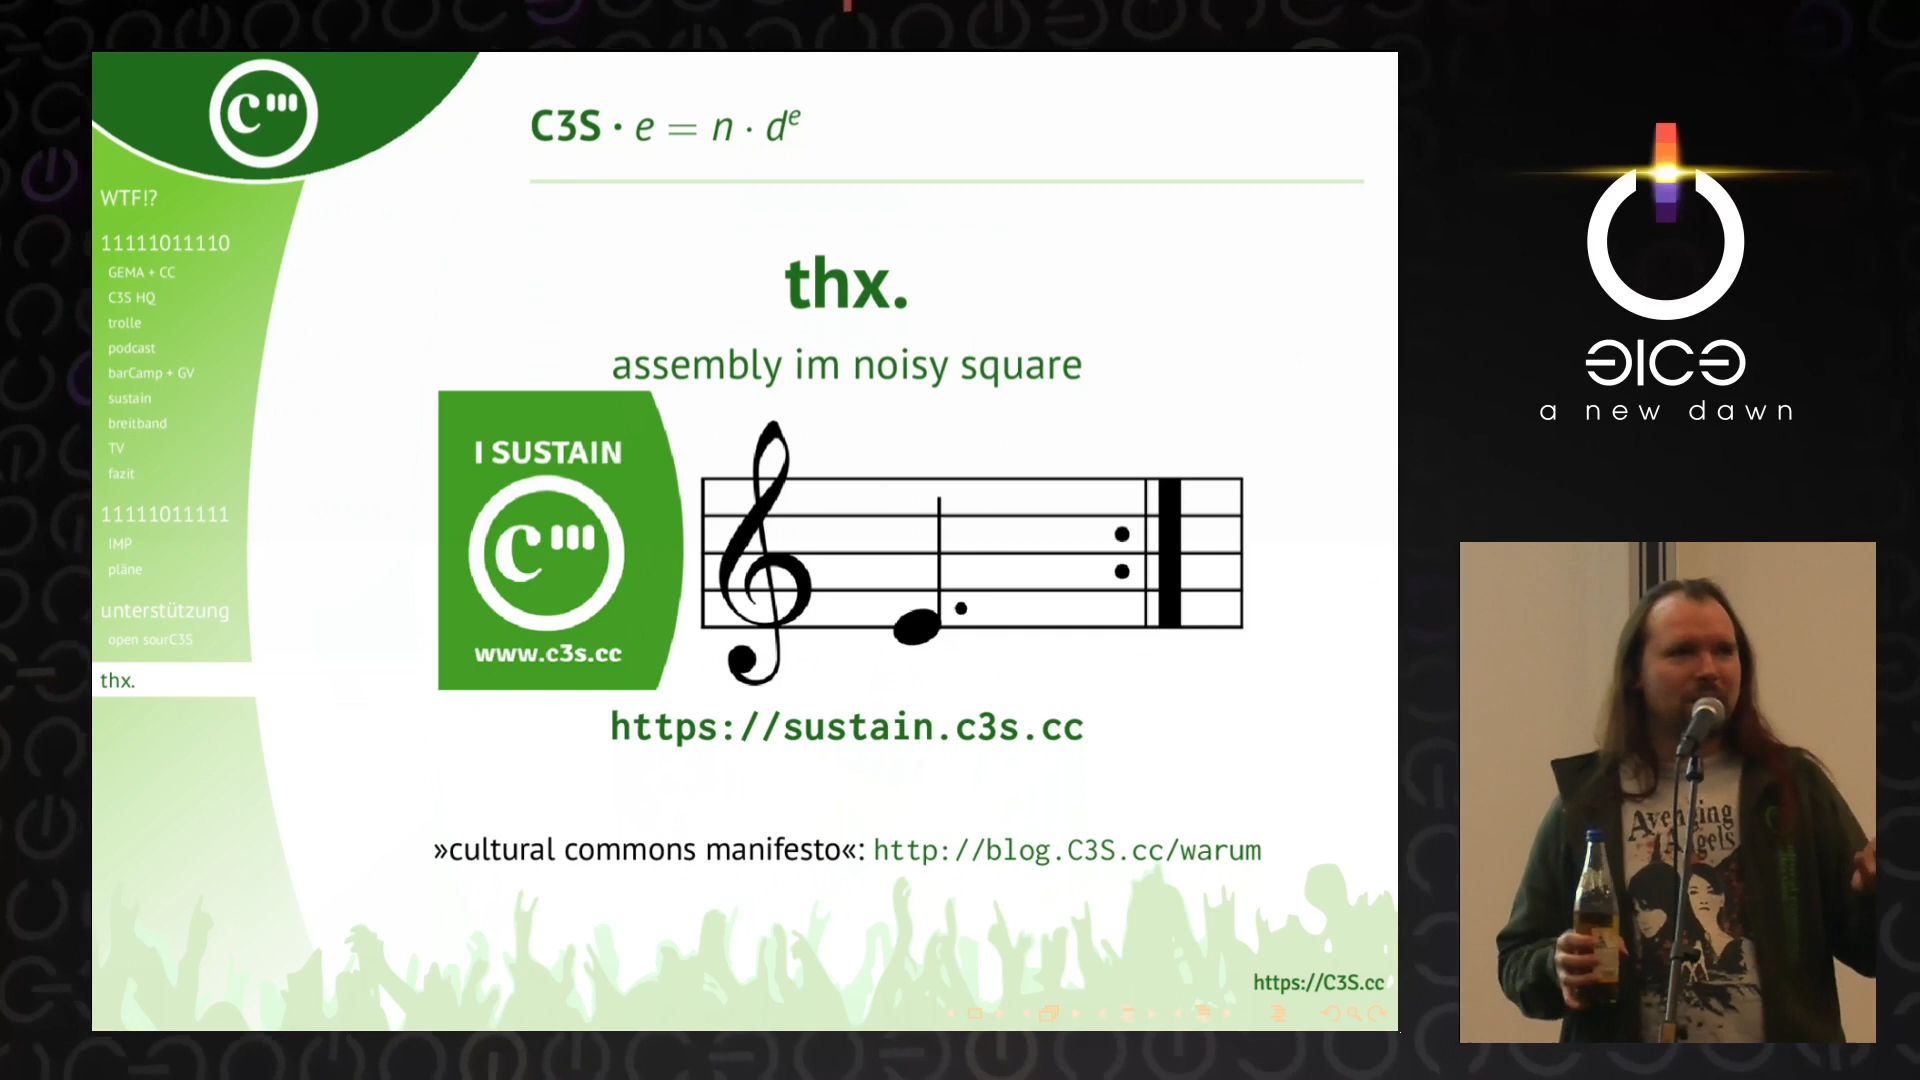 C3S · e = n · dᵉ
WTF!?
11111011110
GEMA + CC
C3S HQ
trolle
podcast
barCamp + GV
sustain
breitband
TV
fazit
11111011111
IMP
pläne
unterstützung
open sourC3S
thx.
thx.
assembly im noisy square
I SUSTAIN
c
www.c3s.cc
https://sustain.c3s.cc
»cultural commons manifesto«: http://blog.C3S.cc/warum
https://C3S.cc
a new dawn
Avenging
Angels